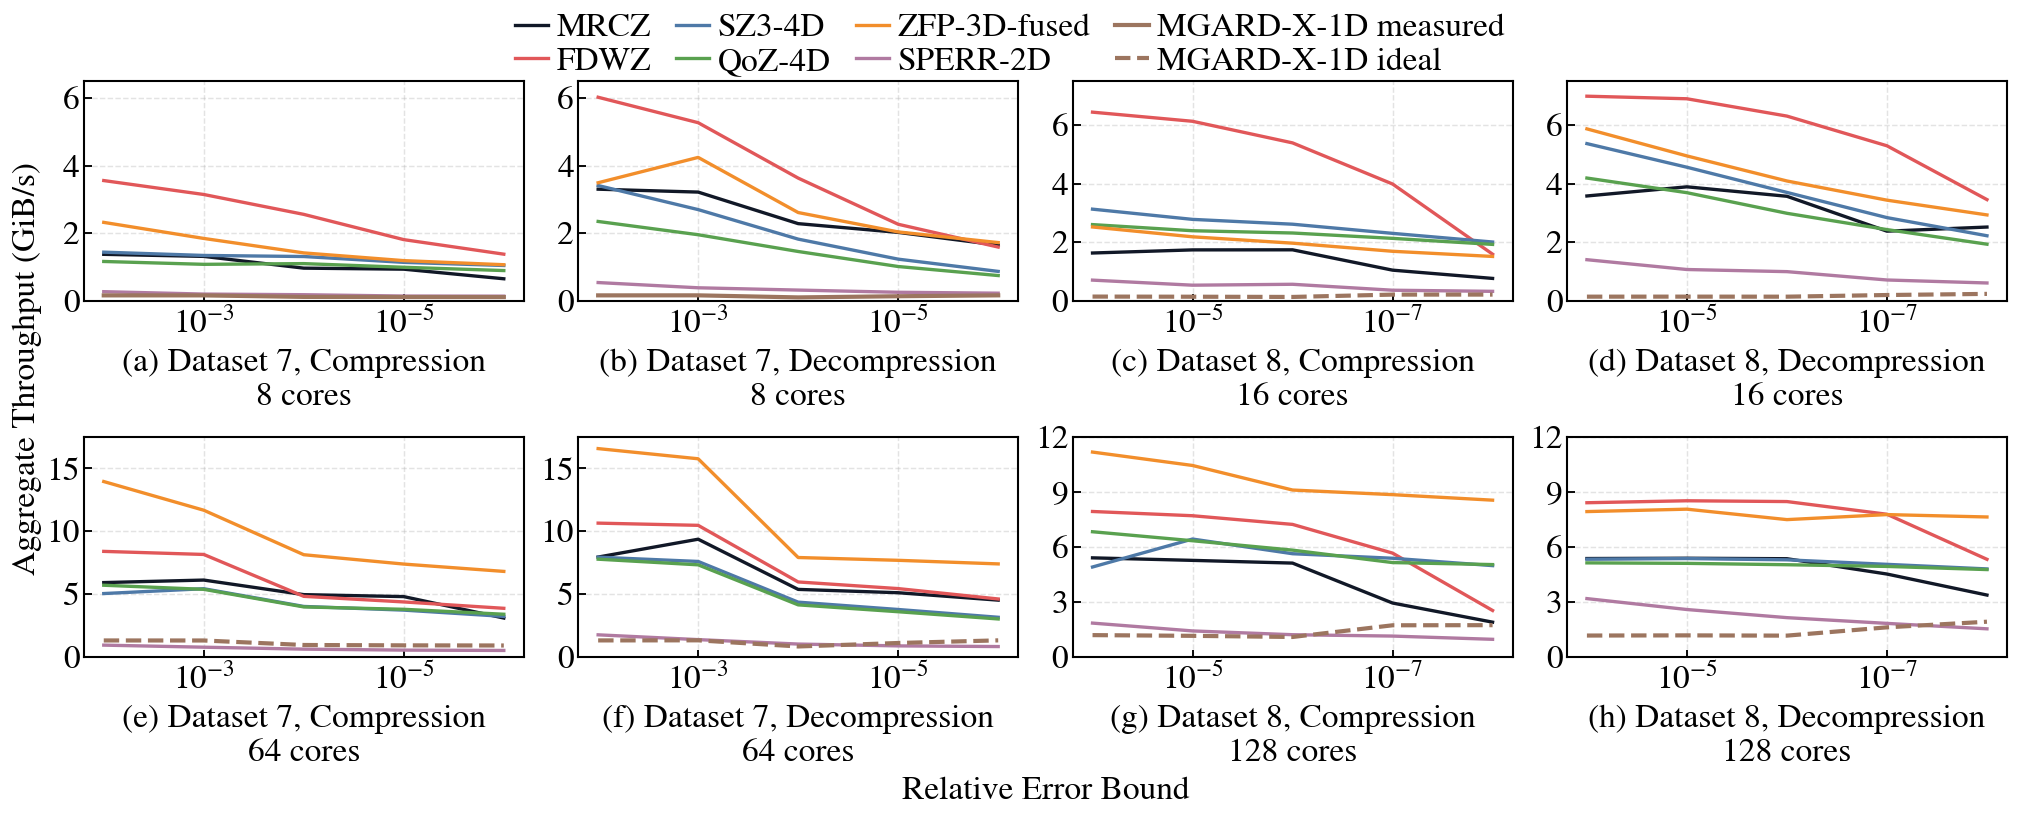 MRCZ SZ3-4D ZFP-3D-fused MGARD-X-1D measured
FDWZ QoZ-4D SPERR-2D MGARD-X-1D ideal
Aggregate Throughput (GiB/s)
6 6 6 6
4 4 4 4
2 2 2 2
0 0 0 0
10⁻³ 10⁻⁵ 10⁻³ 10⁻⁵ 10⁻⁵ 10⁻⁷ 10⁻⁵ 10⁻⁷
(a) Dataset 7, Compression
8 cores
(b) Dataset 7, Decompression
8 cores
(c) Dataset 8, Compression
16 cores
(d) Dataset 8, Decompression
16 cores
15 15 12 12
10 10 9 9
5 5 6 6
0 0 3 3
0 0
10⁻³ 10⁻⁵ 10⁻³ 10⁻⁵ 10⁻⁵ 10⁻⁷ 10⁻⁵ 10⁻⁷
(e) Dataset 7, Compression
64 cores
(f) Dataset 7, Decompression
64 cores
(g) Dataset 8, Compression
128 cores
(h) Dataset 8, Decompression
128 cores
Relative Error Bound